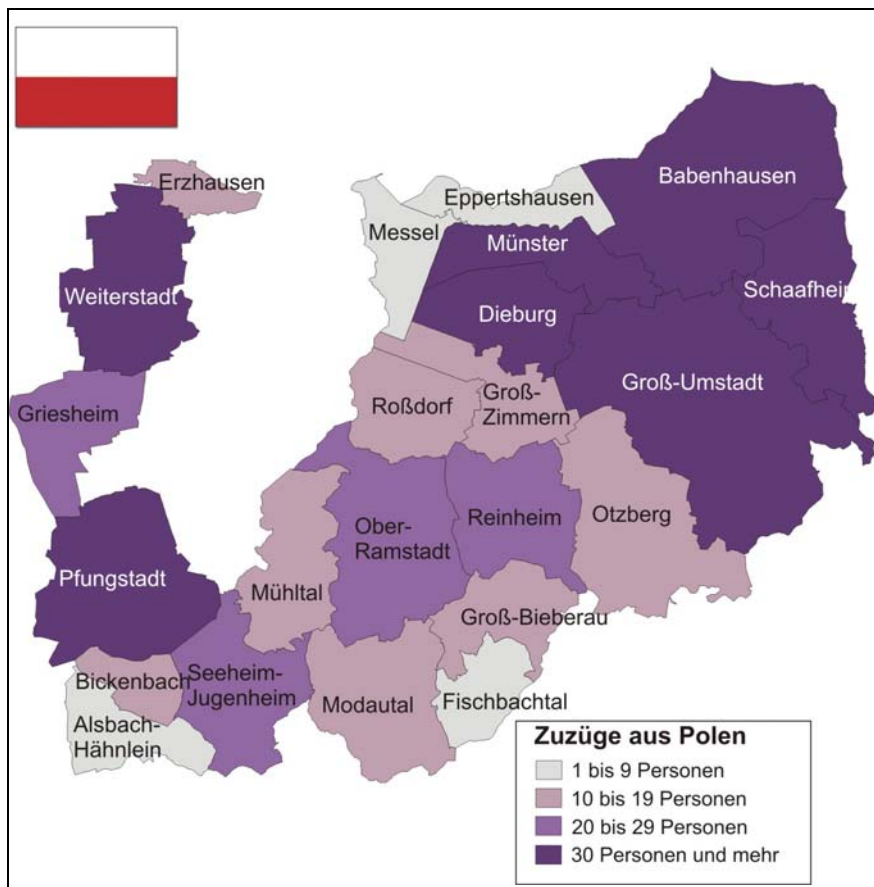 Erzhausen
Babenhausen
Eppertshausen
Messel
Münster
Weiterstadt
Schaafheim
Dieburg
Groß-Umstadt
Griesheim
Roßdorf
Groß-
Zimmern
Ober-
Ramstadt
Reinheim
Otzberg
Pfungstadt
Mühltal
Groß-Bieberau
Bickenbach
Seeheim-
Jugenheim
Modautal
Fischbachtal
Alsbach-
Hähnlein
Zuzüge aus Polen
1 bis 9 Personen
10 bis 19 Personen
20 bis 29 Personen
30 Personen und mehr